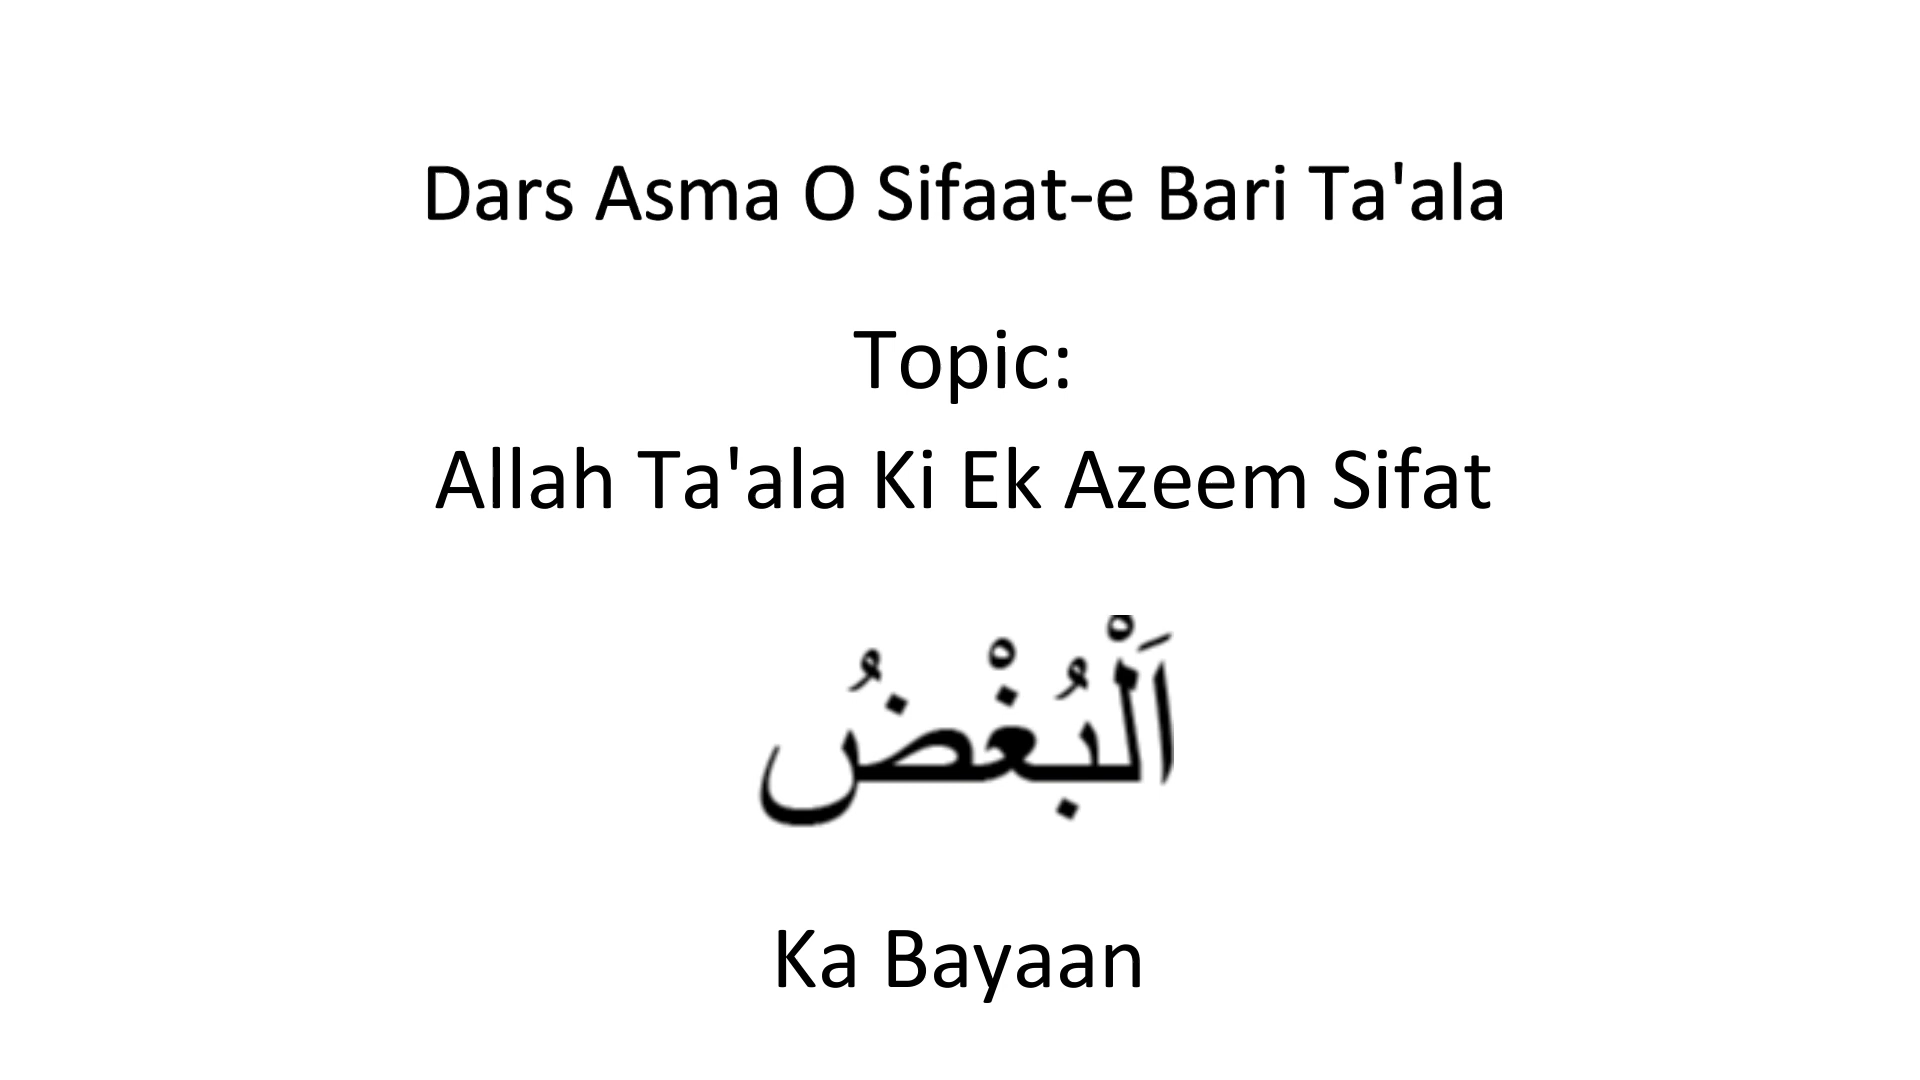 Dars Asma O Sifaat-e Bari Ta'ala
Topic:
Allah Ta'ala Ki Ek Azeem Sifat
اَلْبُغْضُ
Ka Bayaan